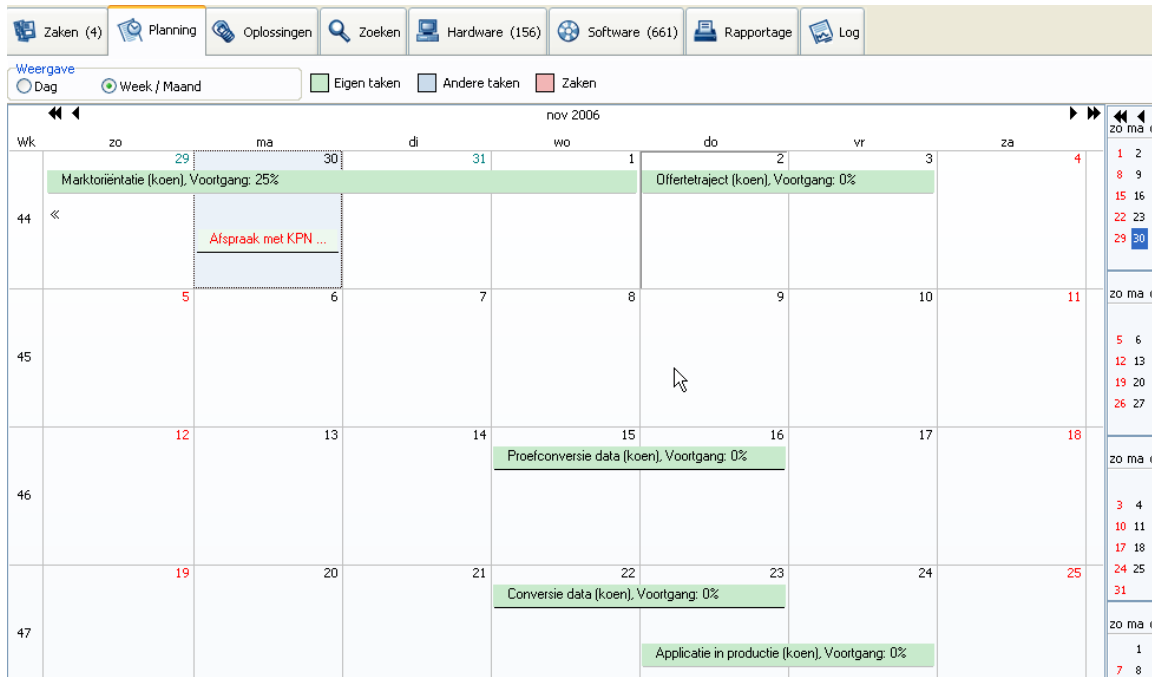 Zaken (4) Planning Oplossingen Zoeken Hardware (156) Software (661) Rapportage Log
Weergave
Dag Week / Maand Eigen taken Andere taken Zaken
nov 2006
Wk zo ma di wo do vr za
29 30 31 1 2 3 4
Marktoriëntatie (koen), Voortgang: 25% Offertetraject (koen), Voortgang: 0%
44 «
Afspraak met KPN ...
5 6 7 8 9 10 11
45
12 13 14 15 16 17 18
Proefconversie data (koen), Voortgang: 0%
46
19 20 21 22 23 24 25
Conversie data (koen), Voortgang: 0%
47
Applicatie in productie (koen), Voortgang: 0%
zo ma
1 2
8 9
15 16
22 23
29 30
zo ma
5 6
12 13
19 20
26 27
zo ma
3 4
10 11
17 18
24 25
31
zo ma
1
7 8